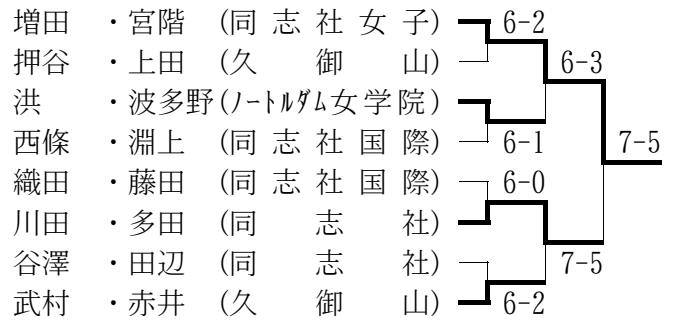 増田 ・宮階 (同志社女子) 6-2
押谷 ・上田 (久御山) 6-3
洪 ・波多野(ノートルダム女学院)
西條 ・淵上 (同志社国際) 6-1 7-5
織田 ・藤田 (同志社国際) 6-0
川田 ・多田 (同志社)
谷澤 ・田辺 (同志社) 7-5
武村 ・赤井 (久御山) 6-2